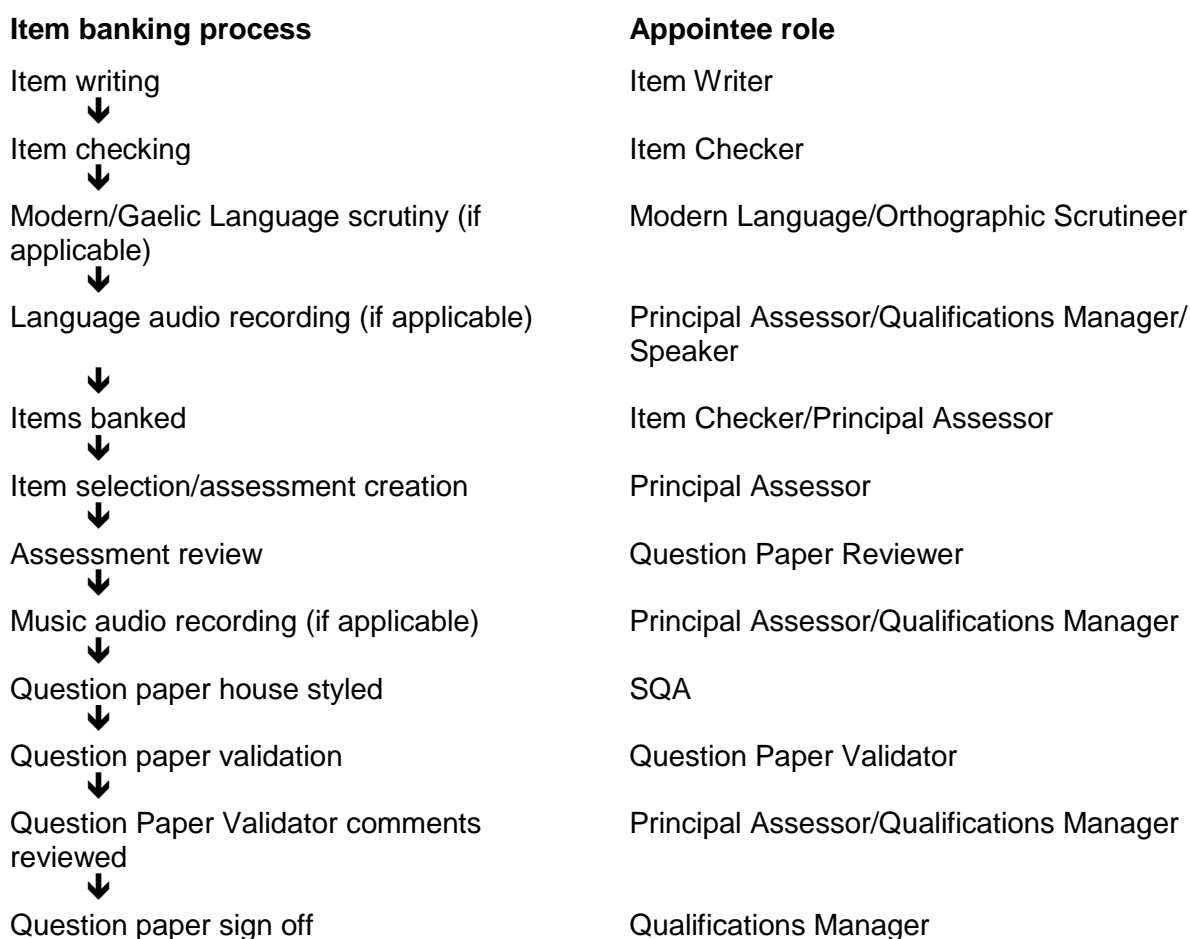 Item banking process Appointee role
Item writing Item Writer
Item checking Item Checker
Modern/Gaelic Language scrutiny (if Modern Language/Orthographic Scrutineer
applicable)
Language audio recording (if applicable) Principal Assessor/Qualifications Manager/
Speaker
Items banked Item Checker/Principal Assessor
Item selection/assessment creation Principal Assessor
Assessment review Question Paper Reviewer
Music audio recording (if applicable) Principal Assessor/Qualifications Manager
Question paper house styled SQA
Question paper validation Question Paper Validator
Question Paper Validator comments Principal Assessor/Qualifications Manager
reviewed
Question paper sign off Qualifications Manager